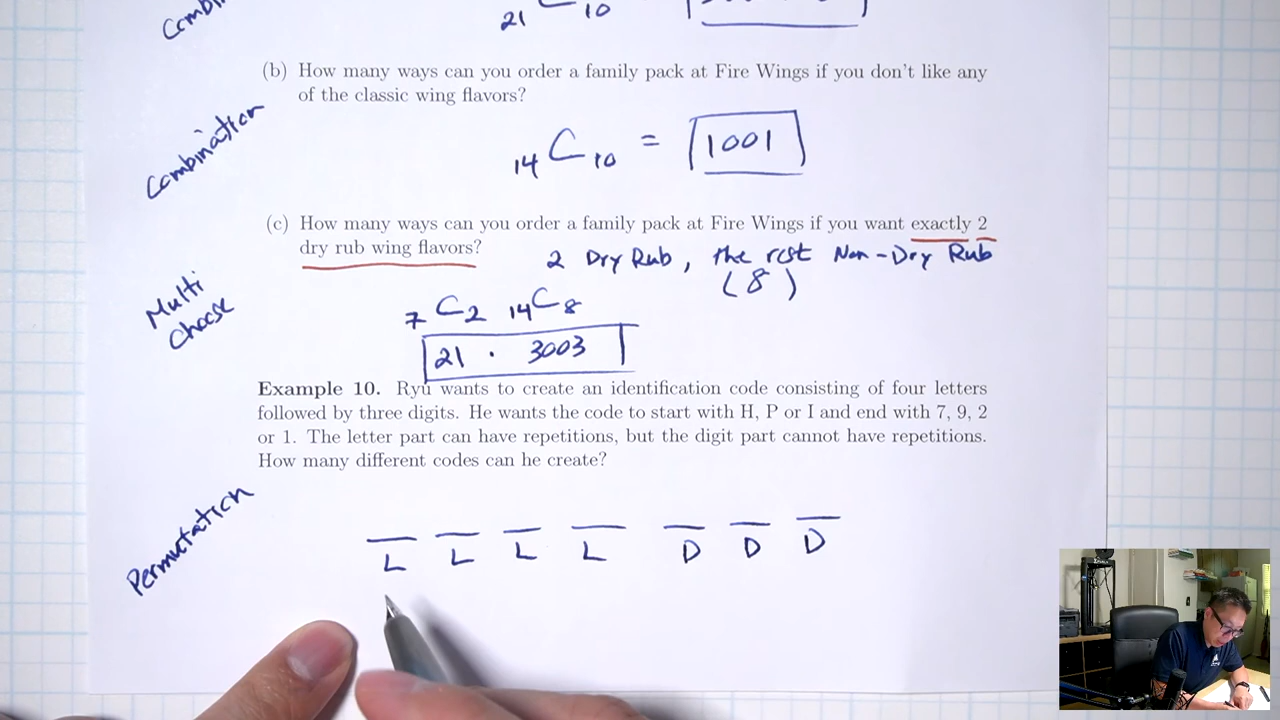 21 C 10
Combin
(b) How many ways can you order a family pack at Fire Wings if you don't like any
of the classic wing flavors?
Combination
14 C 10 = 1001
(c) How many ways can you order a family pack at Fire Wings if you want exactly 2
dry rub wing flavors?
2 Dry Rub, the rest Non-Dry Rub
(8)
Multi
Choose
7 C 2 14 C 8
21 · 3003
Example 10. Ryu wants to create an identification code consisting of four letters
followed by three digits. He wants the code to start with H, P or I and end with 7, 9, 2
or 1. The letter part can have repetitions, but the digit part cannot have repetitions.
How many different codes can he create?
Permutation
L L L L D D D